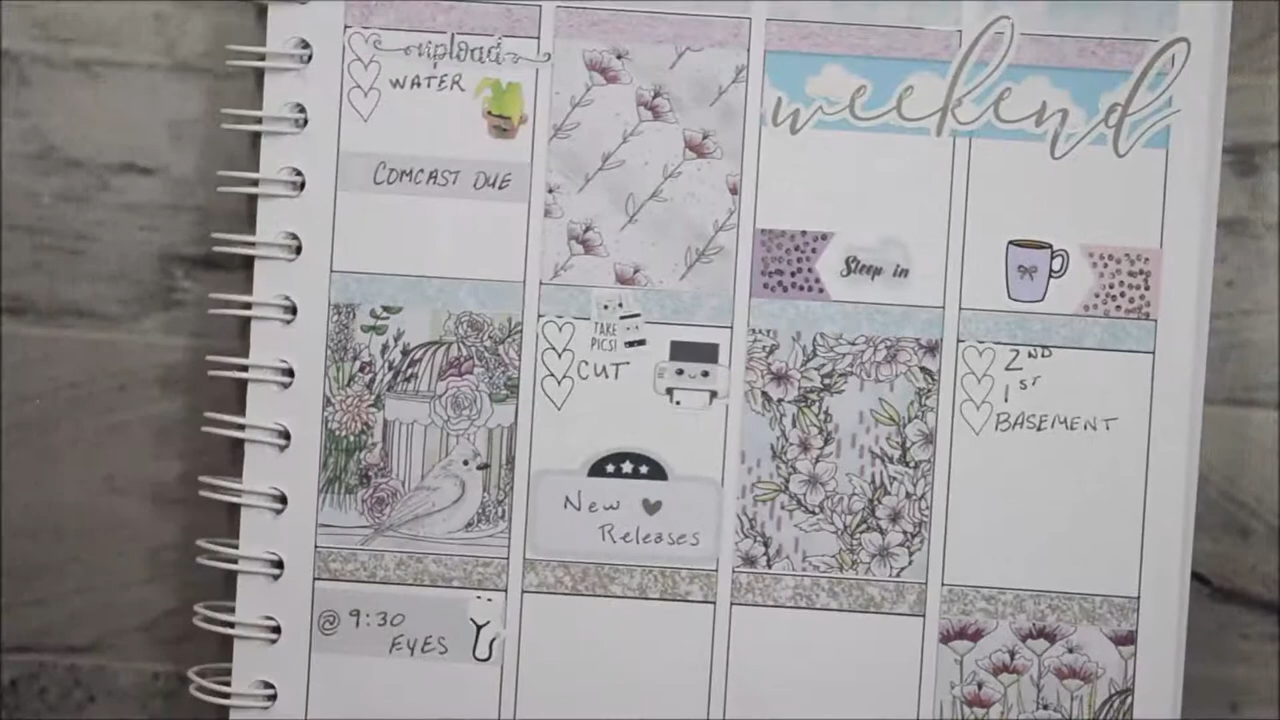 upload
WATER
COMCAST DUE
@ 9:30
EYES
TAKE
PICS!
CUT
New
Releases
weekend
Sleep in
2ND
1ST
BASEMENT